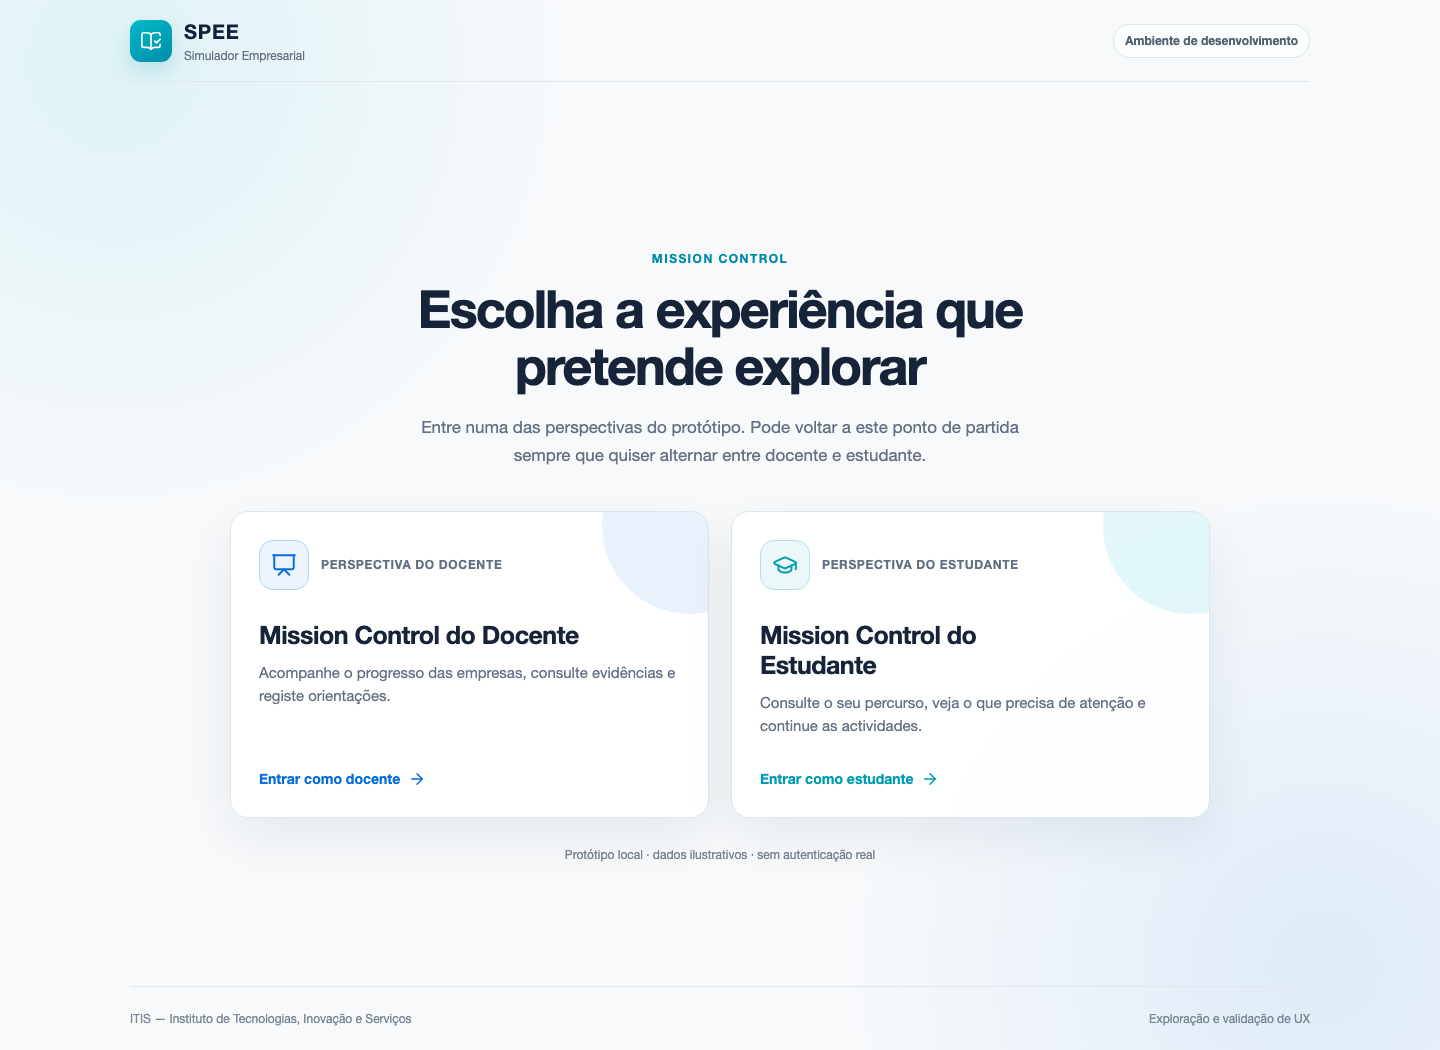 SPEE
Simulador Empresarial
Ambiente de desenvolvimento
MISSION CONTROL
Escolha a experiência que
pretende explorar
Entre numa das perspectivas do protótipo. Pode voltar a este ponto de partida
sempre que quiser alternar entre docente e estudante.
PERSPECTIVA DO DOCENTE
Mission Control do Docente
Acompanhe o progresso das empresas, consulte evidências e
registe orientações.
Entrar como docente
PERSPECTIVA DO ESTUDANTE
Mission Control do
Estudante
Consulte o seu percurso, veja o que precisa de atenção e
continue as actividades.
Entrar como estudante
Protótipo local · dados ilustrativos · sem autenticação real
ITIS — Instituto de Tecnologias, Inovação e Serviços
Exploração e validação de UX